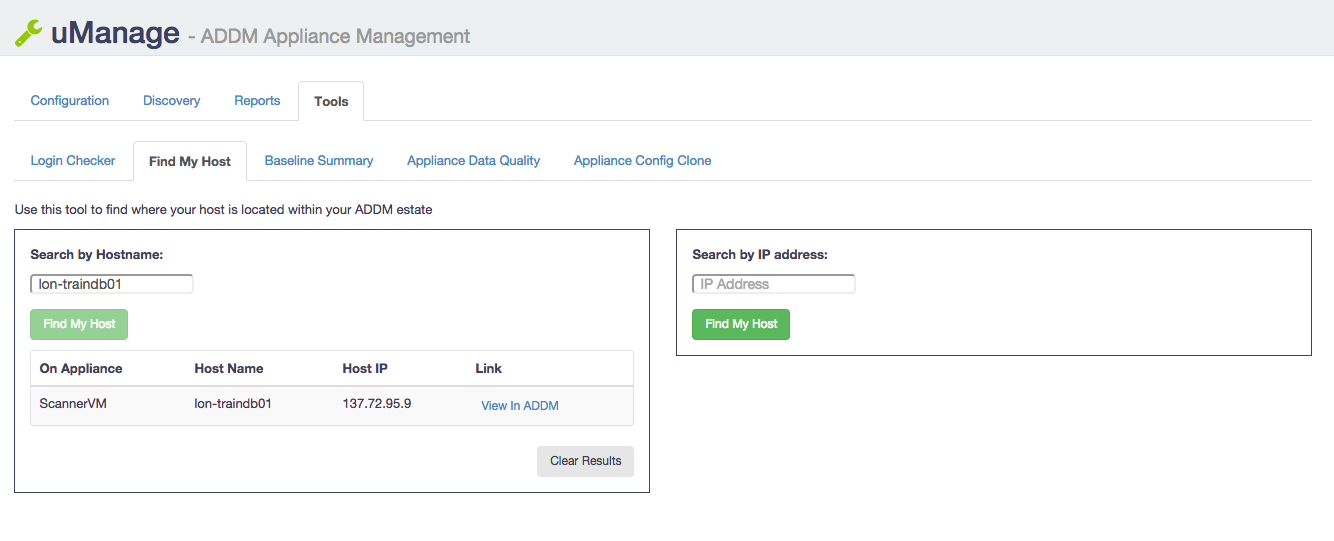 uManage - ADDM Appliance Management
Configuration Discovery Reports Tools
Login Checker Find My Host Baseline Summary Appliance Data Quality Appliance Config Clone
Use this tool to find where your host is located within your ADDM estate
Search by Hostname:
lon-traindb01
Find My Host
On Appliance Host Name Host IP Link
ScannerVM lon-traindb01 137.72.95.9 View In ADDM
Clear Results
Search by IP address:
IP Address
Find My Host